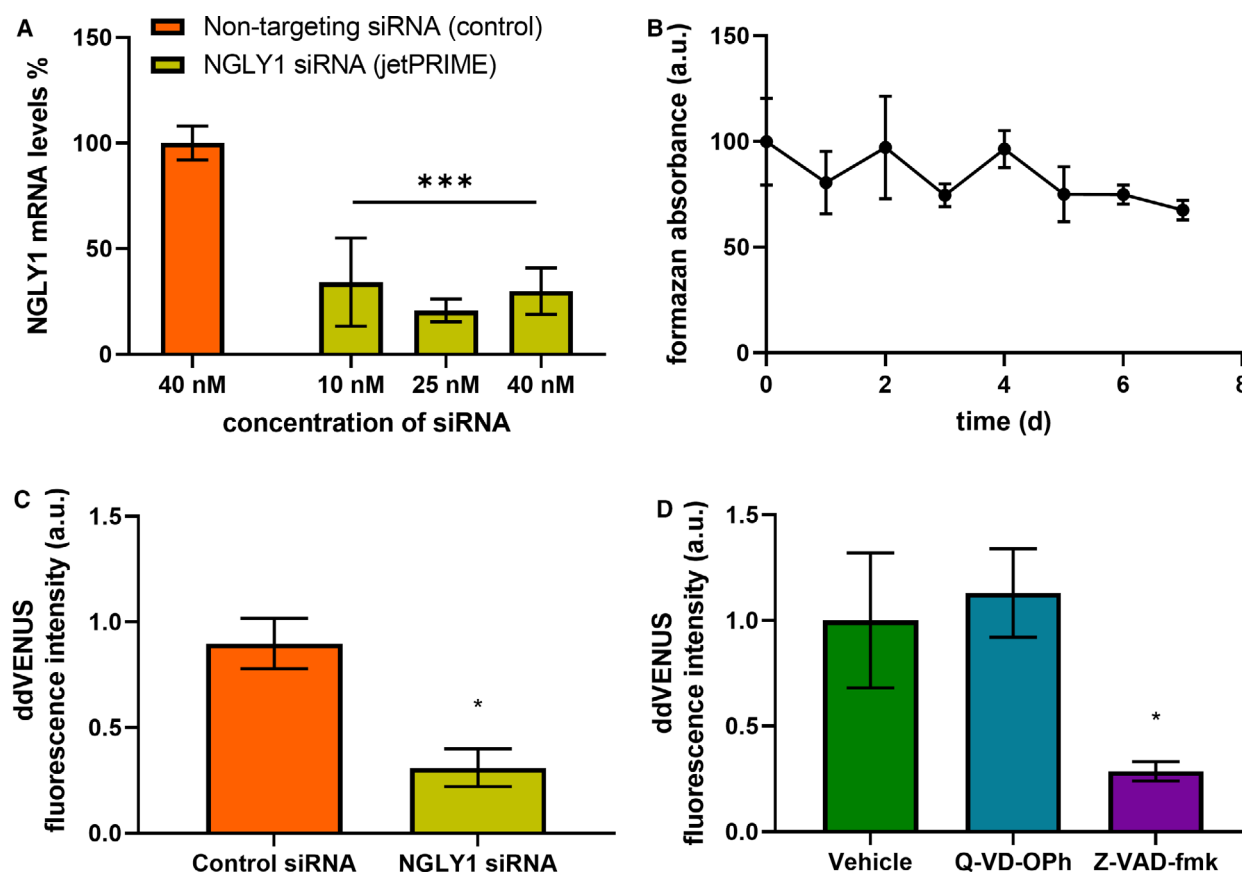 A
Non-targeting siRNA (control)
NGLY1 siRNA (jetPRIME)
NGLY1 mRNA levels %
150
100
50
0
***
40 nM 10 nM 25 nM 40 nM
concentration of siRNA
B
formazan absorbance (a.u.)
150
100
50
0
0 2 4 6 8
time (d)
C
ddVENUS
fluorescence intensity (a.u.)
1.5
1.0
0.5
0.0
*
Control siRNA NGLY1 siRNA
D
ddVENUS
fluorescence intensity (a.u.)
1.5
1.0
0.5
0.0
*
Vehicle Q-VD-OPh Z-VAD-fmk